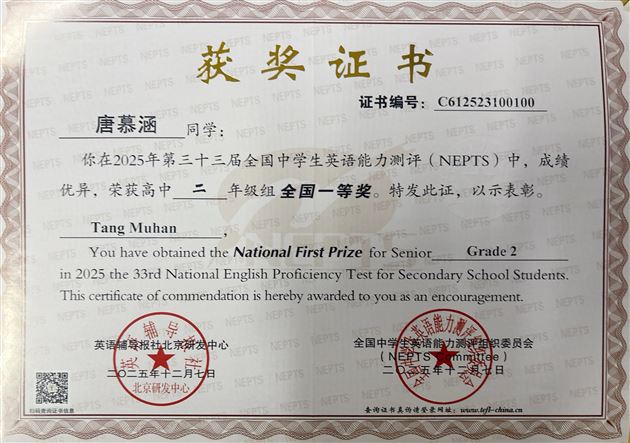 获奖证书
证书编号：C612523100100
唐慕涵同学：
你在2025年第三十三届全国中学生英语能力测评（NEPTS）中，成绩
优异，荣获高中二年级组全国一等奖。特发此证，以示表彰。
Tang Muhan，
You have obtained the National First Prize for Senior Grade 2
in 2025 the 33rd National English Proficiency Test for Secondary School Students.
This certificate of commendation is hereby awarded to you as an encouragement.
英语辅导报社北京研发中心
二〇二五年十二月七日
北京研发中心
全国中学生英语能力测评组织委员会
（NEPTS Committee）
二〇二五年十二月七日
扫码查询证书信息
查询证书真伪请登录网址：www.tefl-china.cn